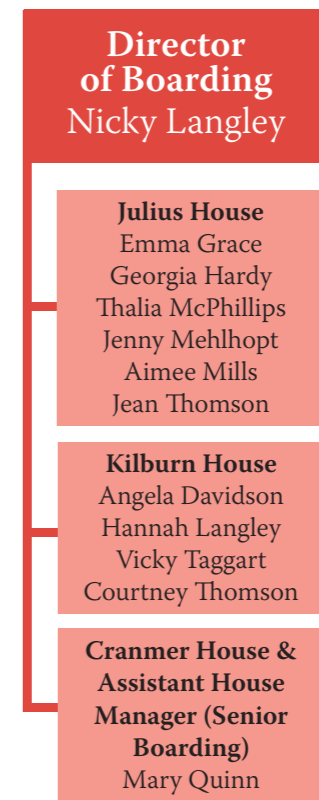 Director
of Boarding
Nicky Langley
Julius House
Emma Grace
Georgia Hardy
Thalia McPhillips
Jenny Mehlhopt
Aimee Mills
Jean Thomson
Kilburn House
Angela Davidson
Hannah Langley
Vicky Taggart
Courtney Thomson
Cranmer House &
Assistant House
Manager (Senior
Boarding)
Mary Quinn